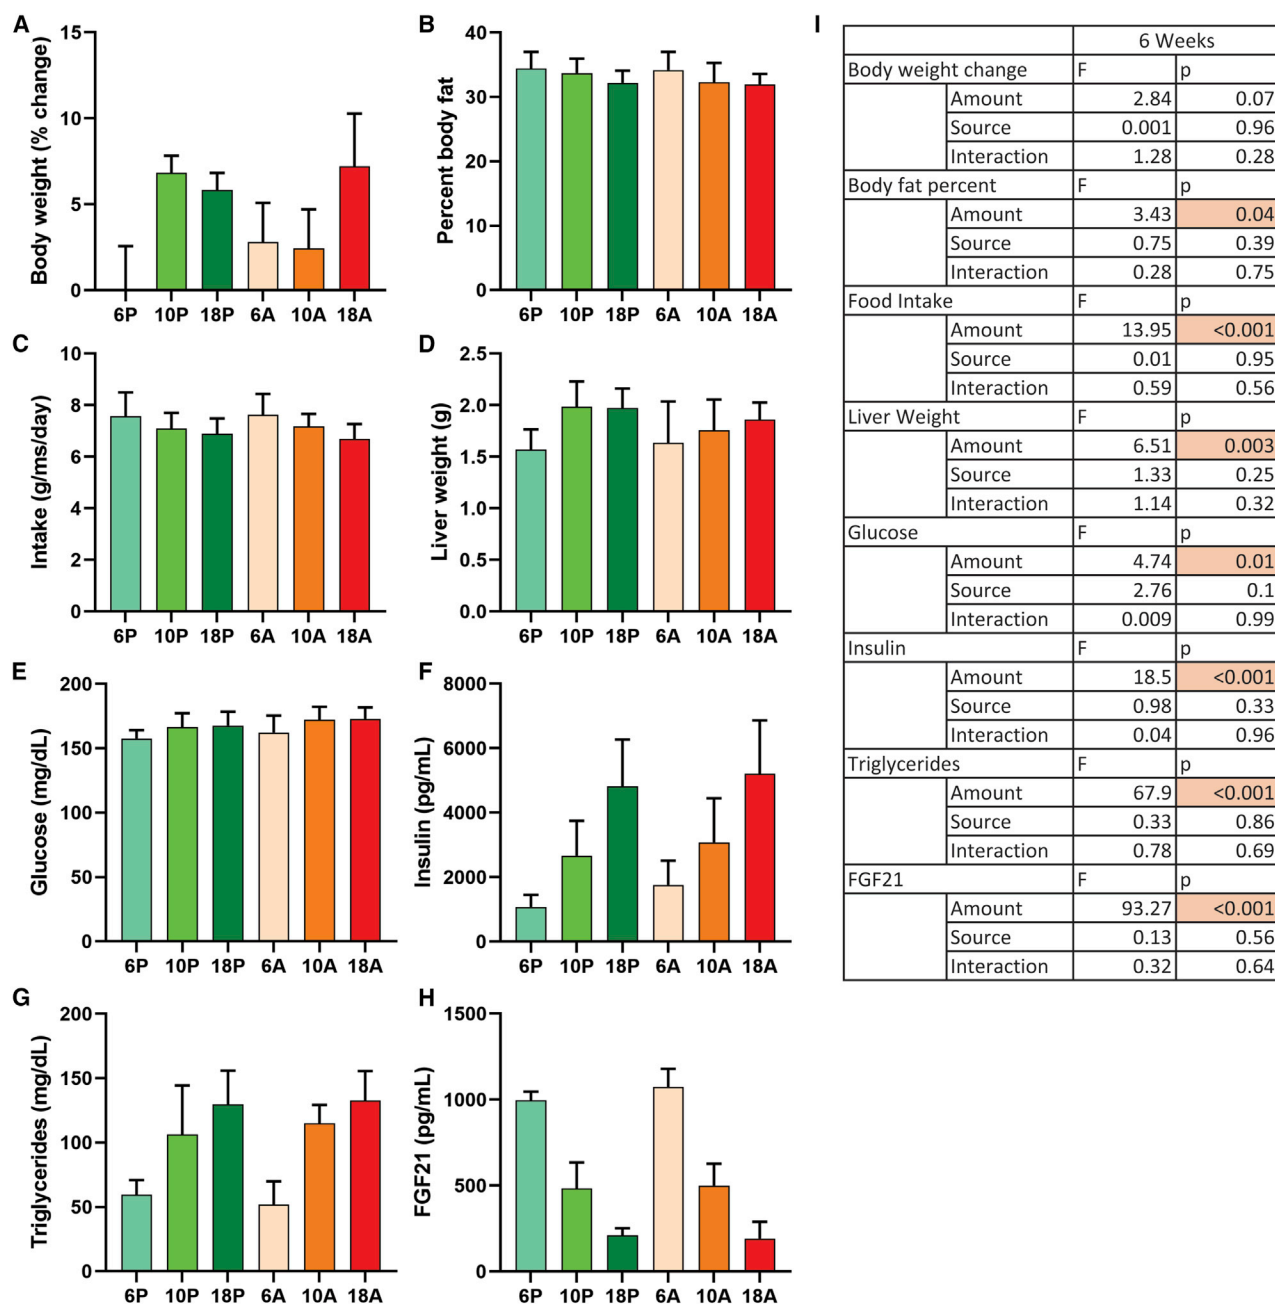 A
Body weight (% change)
15
10
5
0
6P 10P 18P 6A 10A 18A
B
Percent body fat
40
30
20
10
0
6P 10P 18P 6A 10A 18A
C
Intake (g/ms/day)
10
8
6
4
2
0
6P 10P 18P 6A 10A 18A
D
Liver weight (g)
2.5
2.0
1.5
1.0
0.5
0.0
6P 10P 18P 6A 10A 18A
E
Glucose (mg/dL)
200
150
100
50
0
6P 10P 18P 6A 10A 18A
F
Insulin (pg/mL)
8000
6000
4000
2000
0
6P 10P 18P 6A 10A 18A
G
Triglycerides (mg/dL)
200
150
100
50
0
6P 10P 18P 6A 10A 18A
H
FGF21 (pg/mL)
1500
1000
500
0
6P 10P 18P 6A 10A 18A
I
6 Weeks
Body weight change F p
Amount 2.84 0.07
Source 0.001 0.96
Interaction 1.28 0.28
Body fat percent F p
Amount 3.43 0.04
Source 0.75 0.39
Interaction 0.28 0.75
Food Intake F p
Amount 13.95 <0.001
Source 0.01 0.95
Interaction 0.59 0.56
Liver Weight F p
Amount 6.51 0.003
Source 1.33 0.25
Interaction 1.14 0.32
Glucose F p
Amount 4.74 0.01
Source 2.76 0.1
Interaction 0.009 0.99
Insulin F p
Amount 18.5 <0.001
Source 0.98 0.33
Interaction 0.04 0.96
Triglycerides F p
Amount 67.9 <0.001
Source 0.33 0.86
Interaction 0.78 0.69
FGF21 F p
Amount 93.27 <0.001
Source 0.13 0.56
Interaction 0.32 0.64